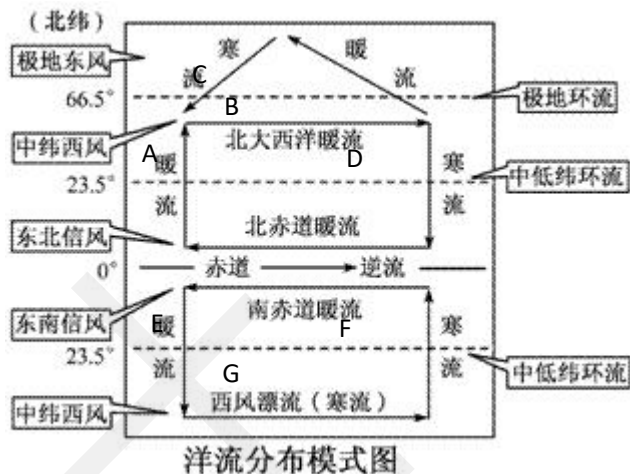 (北纬)
极地东风
寒
暖
流
C
流
66.5°
极地环流
B
中纬西风
北大西洋暖流
A
暖
D
寒
23.5°
中低纬环流
流
流
东北信风
北赤道暖流
0°
赤道
逆流
东南信风
南赤道暖流
E
暖
F
寒
23.5°
流
流
中低纬环流
G
西风漂流(寒流)
中纬西风
洋流分布模式图